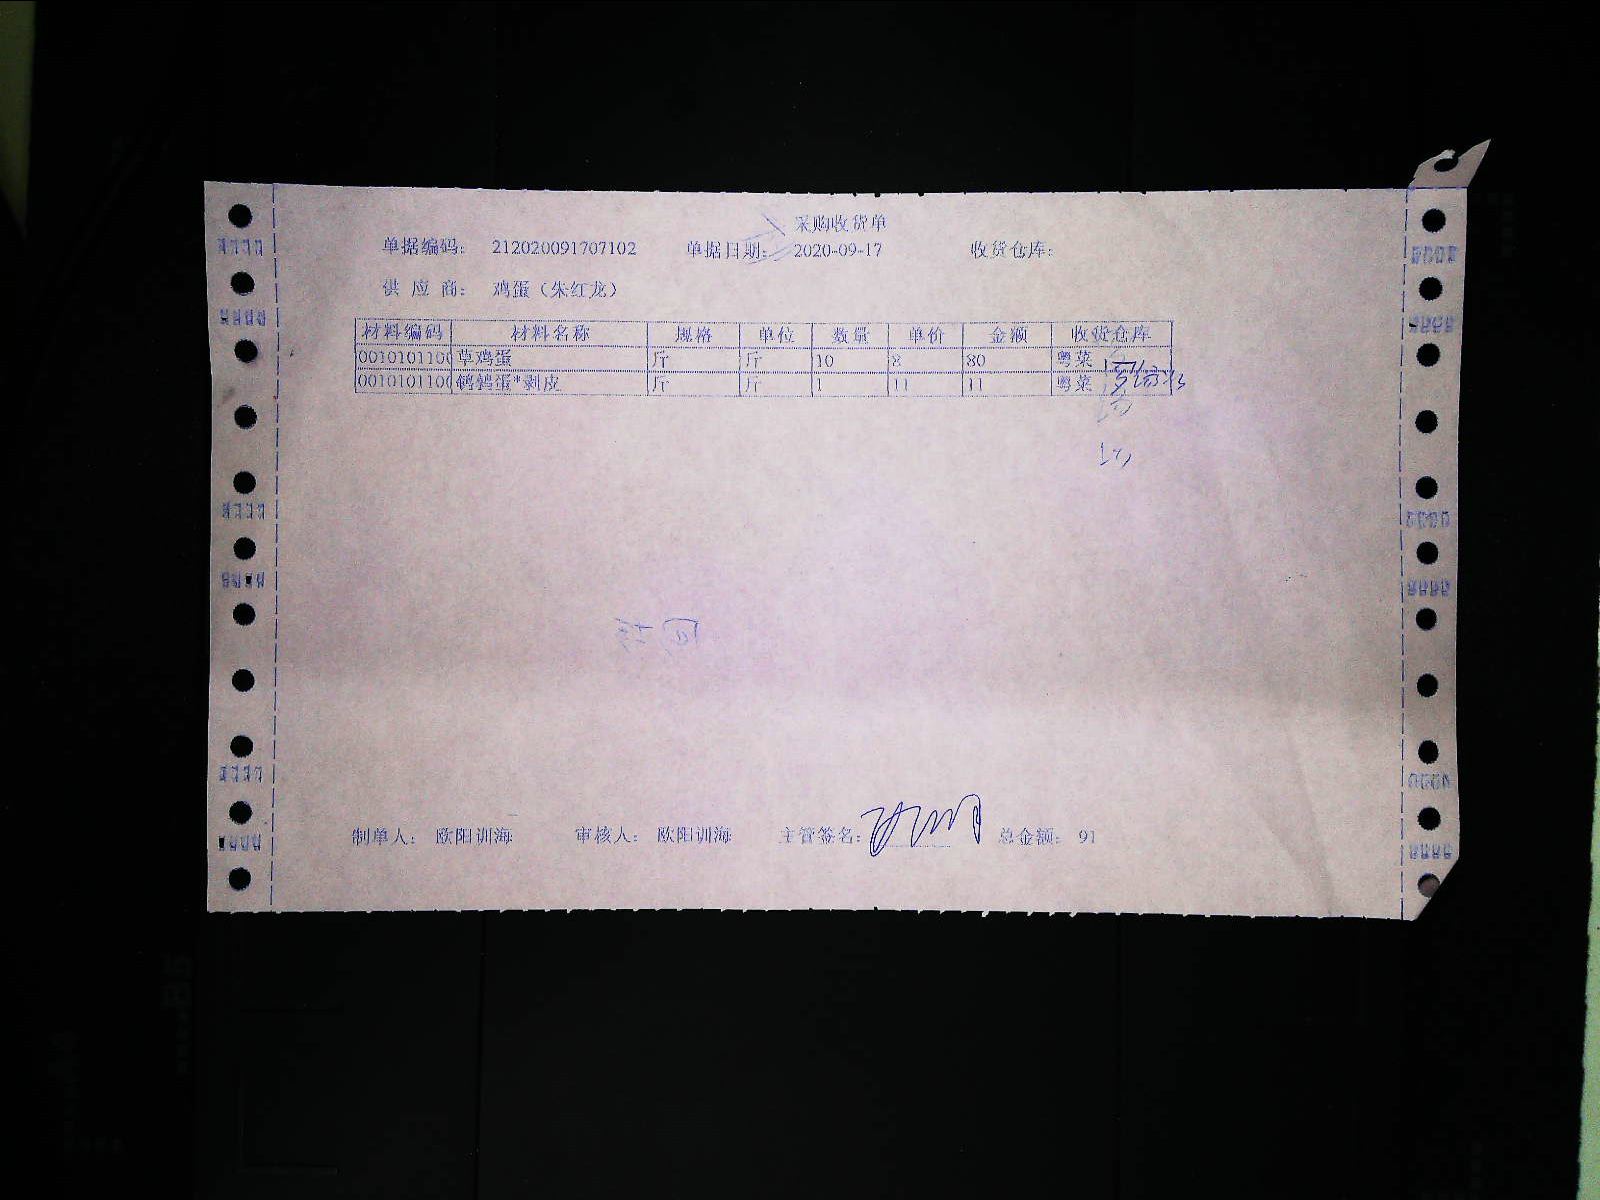 采购收货单
单据编码： 212020091707102 单据日期： 2020-09-17 收货仓库：
供 应 商： 鸡蛋（朱红龙）
材料编码 材料名称 规格 单位 数量 单价 金额 收货仓库
0010101100 草鸡蛋 斤 斤 10 8 80 粤菜
0010101100 鹌鹑蛋*剥皮 斤 斤 1 11 11 粤菜
制单人： 欧阳训海 审核人： 欧阳训海 主管签名： 总金额： 91